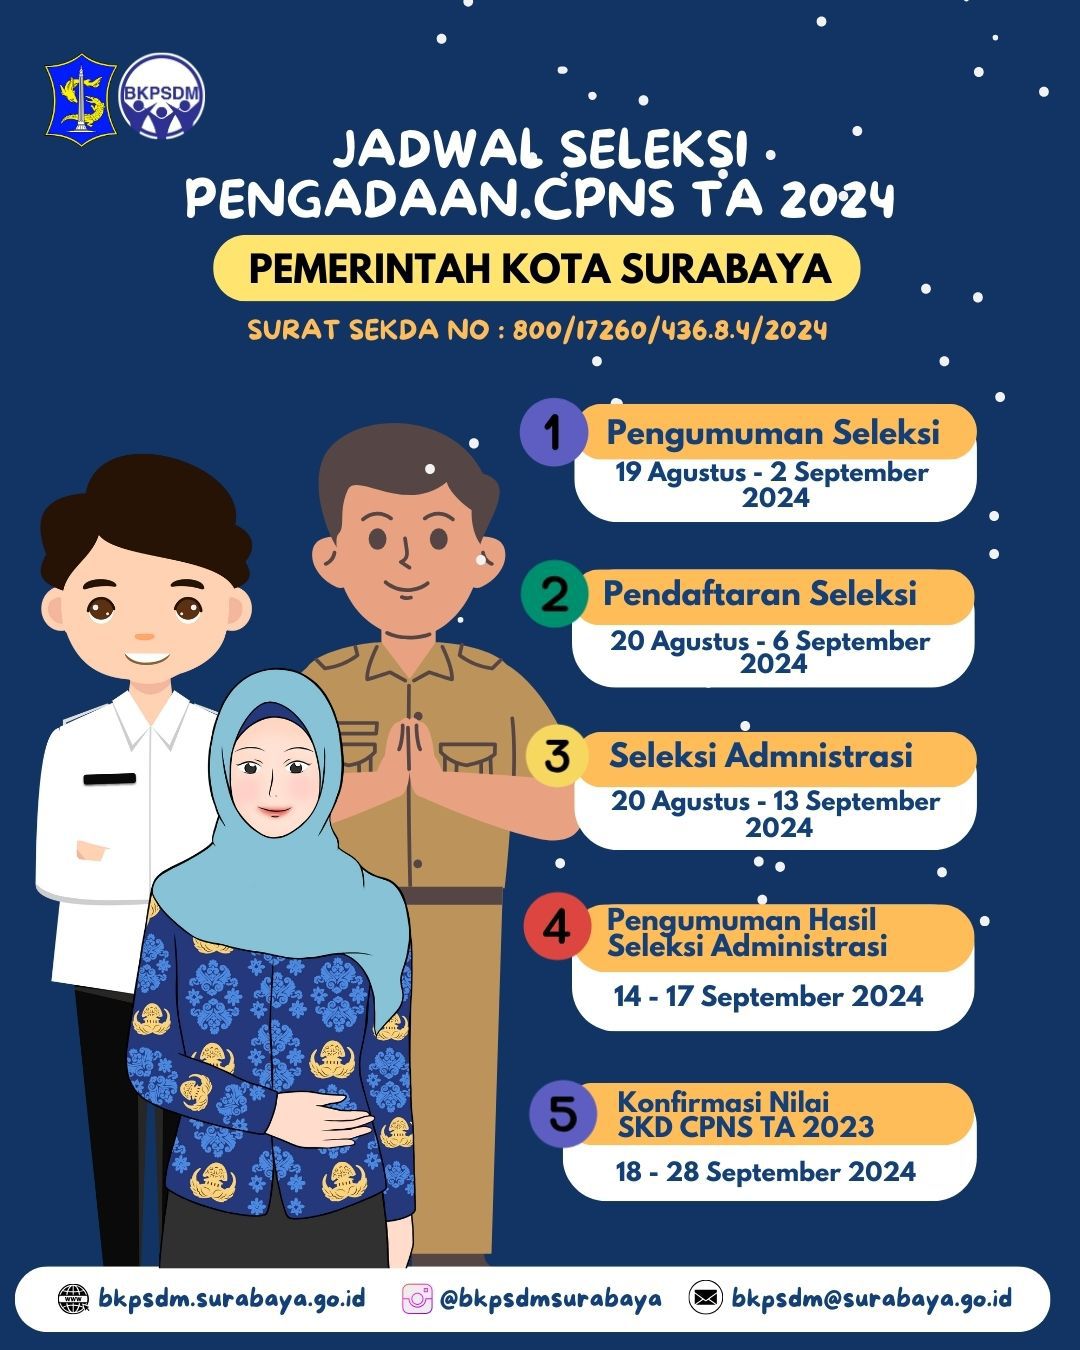 BKPSDM
JADWAL SELEKSI
PENGADAAN CPNS TA 2024
PEMERINTAH KOTA SURABAYA
SURAT SEKDA NO : 800/17260/436.8.4/2024
1
Pengumuman Seleksi
19 Agustus - 2 September
2024
2
Pendaftaran Seleksi
20 Agustus - 6 September
2024
3
Seleksi Admnistrasi
20 Agustus - 13 September
2024
4
Pengumuman Hasil
Seleksi Administrasi
14 - 17 September 2024
5
Konfirmasi Nilai
SKD CPNS TA 2023
18 - 28 September 2024
WWW
bkpsdm.surabaya.go.id
@bkpsdmsurabaya
bkpsdm@surabaya.go.id